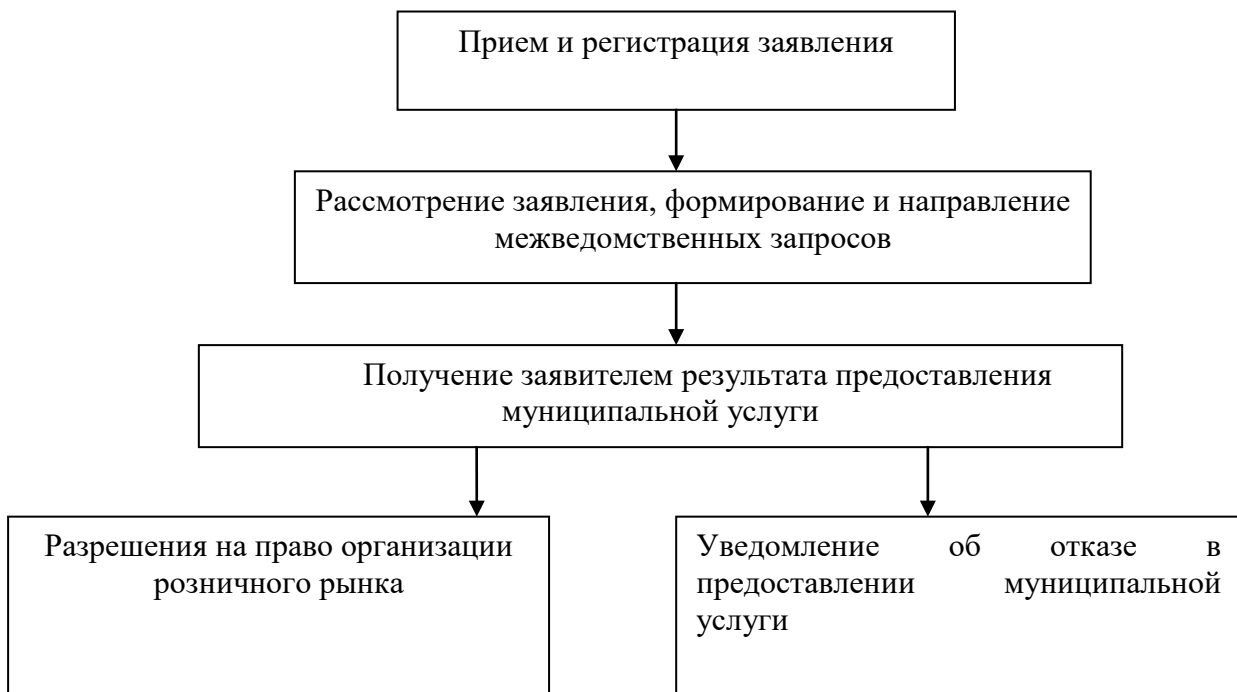 Прием и регистрация заявления
Рассмотрение заявления, формирование и направление
межведомственных запросов
Получение заявителем результата предоставления
муниципальной услуги
Разрешения на право организации
розничного рынка
Уведомление об отказе в
предоставлении муниципальной
услуги